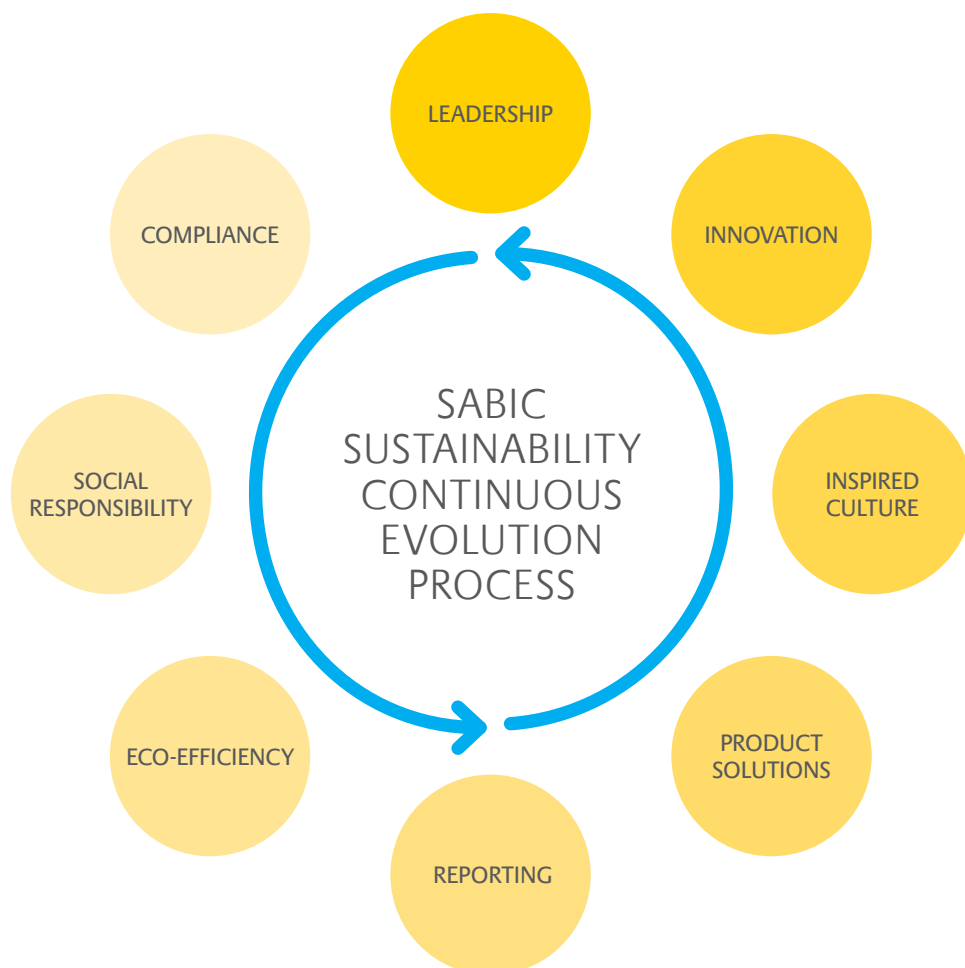 LEADERSHIP
COMPLIANCE
INNOVATION
SABIC
SUSTAINABILITY
CONTINUOUS
EVOLUTION
PROCESS
SOCIAL
RESPONSIBILITY
INSPIRED
CULTURE
ECO-EFFICIENCY
PRODUCT
SOLUTIONS
REPORTING